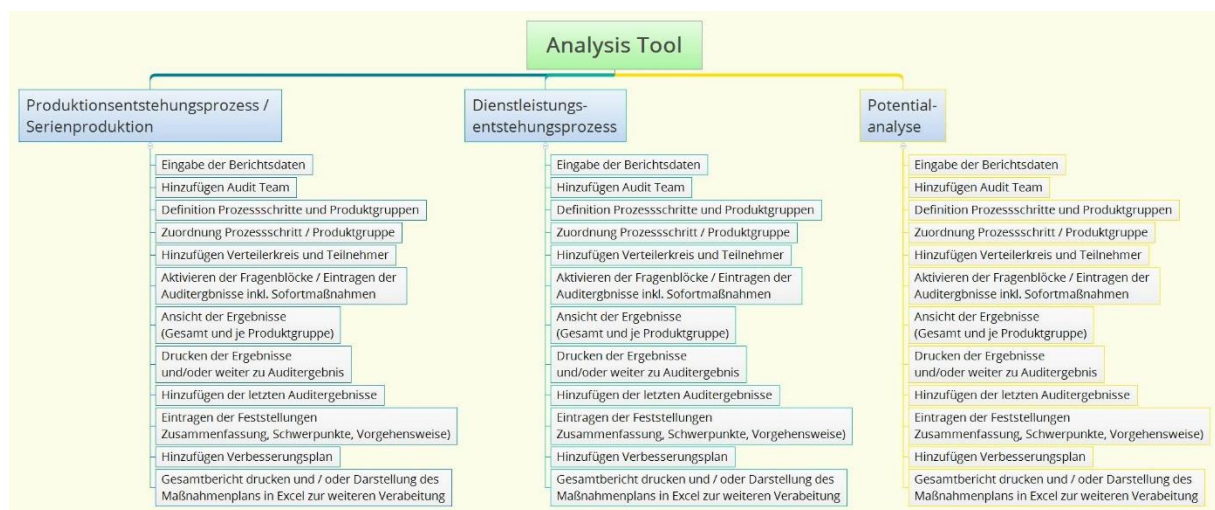 Analysis Tool
Produktionsentstehungsprozess /
Serienproduktion
Eingabe der Berichtsdaten
Hinzufügen Audit Team
Definition Prozessschritte und Produktgruppen
Zuordnung Prozessschritt / Produktgruppe
Hinzufügen Verteilerkreis und Teilnehmer
Aktivieren der Fragenblöcke / Eintragen der
Auditergbnisse inkl. Sofortmaßnahmen
Ansicht der Ergebnisse
(Gesamt und je Produktgruppe)
Drucken der Ergebnisse
und/oder weiter zu Auditergebnis
Hinzufügen der letzten Auditergebnisse
Eintragen der Feststellungen
Zusammenfassung, Schwerpunkte, Vorgehensweise)
Hinzufügen Verbesserungsplan
Gesamtbericht drucken und / oder Darstellung des
Maßnahmenplans in Excel zur weiteren Verabeitung
Dienstleistungs-
entstehungsprozess
Eingabe der Berichtsdaten
Hinzufügen Audit Team
Definition Prozessschritte und Produktgruppen
Zuordnung Prozessschritt / Produktgruppe
Hinzufügen Verteilerkreis und Teilnehmer
Aktivieren der Fragenblöcke / Eintragen der
Auditergbnisse inkl. Sofortmaßnahmen
Ansicht der Ergebnisse
(Gesamt und je Produktgruppe)
Drucken der Ergebnisse
und/oder weiter zu Auditergebnis
Hinzufügen der letzten Auditergebnisse
Eintragen der Feststellungen
Zusammenfassung, Schwerpunkte, Vorgehensweise)
Hinzufügen Verbesserungsplan
Gesamtbericht drucken und / oder Darstellung des
Maßnahmenplans in Excel zur weiteren Verabeitung
Potential-
analyse
Eingabe der Berichtsdaten
Hinzufügen Audit Team
Definition Prozessschritte und Produktgruppen
Zuordnung Prozessschritt / Produktgruppe
Hinzufügen Verteilerkreis und Teilnehmer
Aktivieren der Fragenblöcke / Eintragen der
Auditergbnisse inkl. Sofortmaßnahmen
Ansicht der Ergebnisse
(Gesamt und je Produktgruppe)
Drucken der Ergebnisse
und/oder weiter zu Auditergebnis
Hinzufügen der letzten Auditergebnisse
Eintragen der Feststellungen
Zusammenfassung, Schwerpunkte, Vorgehensweise)
Hinzufügen Verbesserungsplan
Gesamtbericht drucken und / oder Darstellung des
Maßnahmenplans in Excel zur weiteren Verabeitung